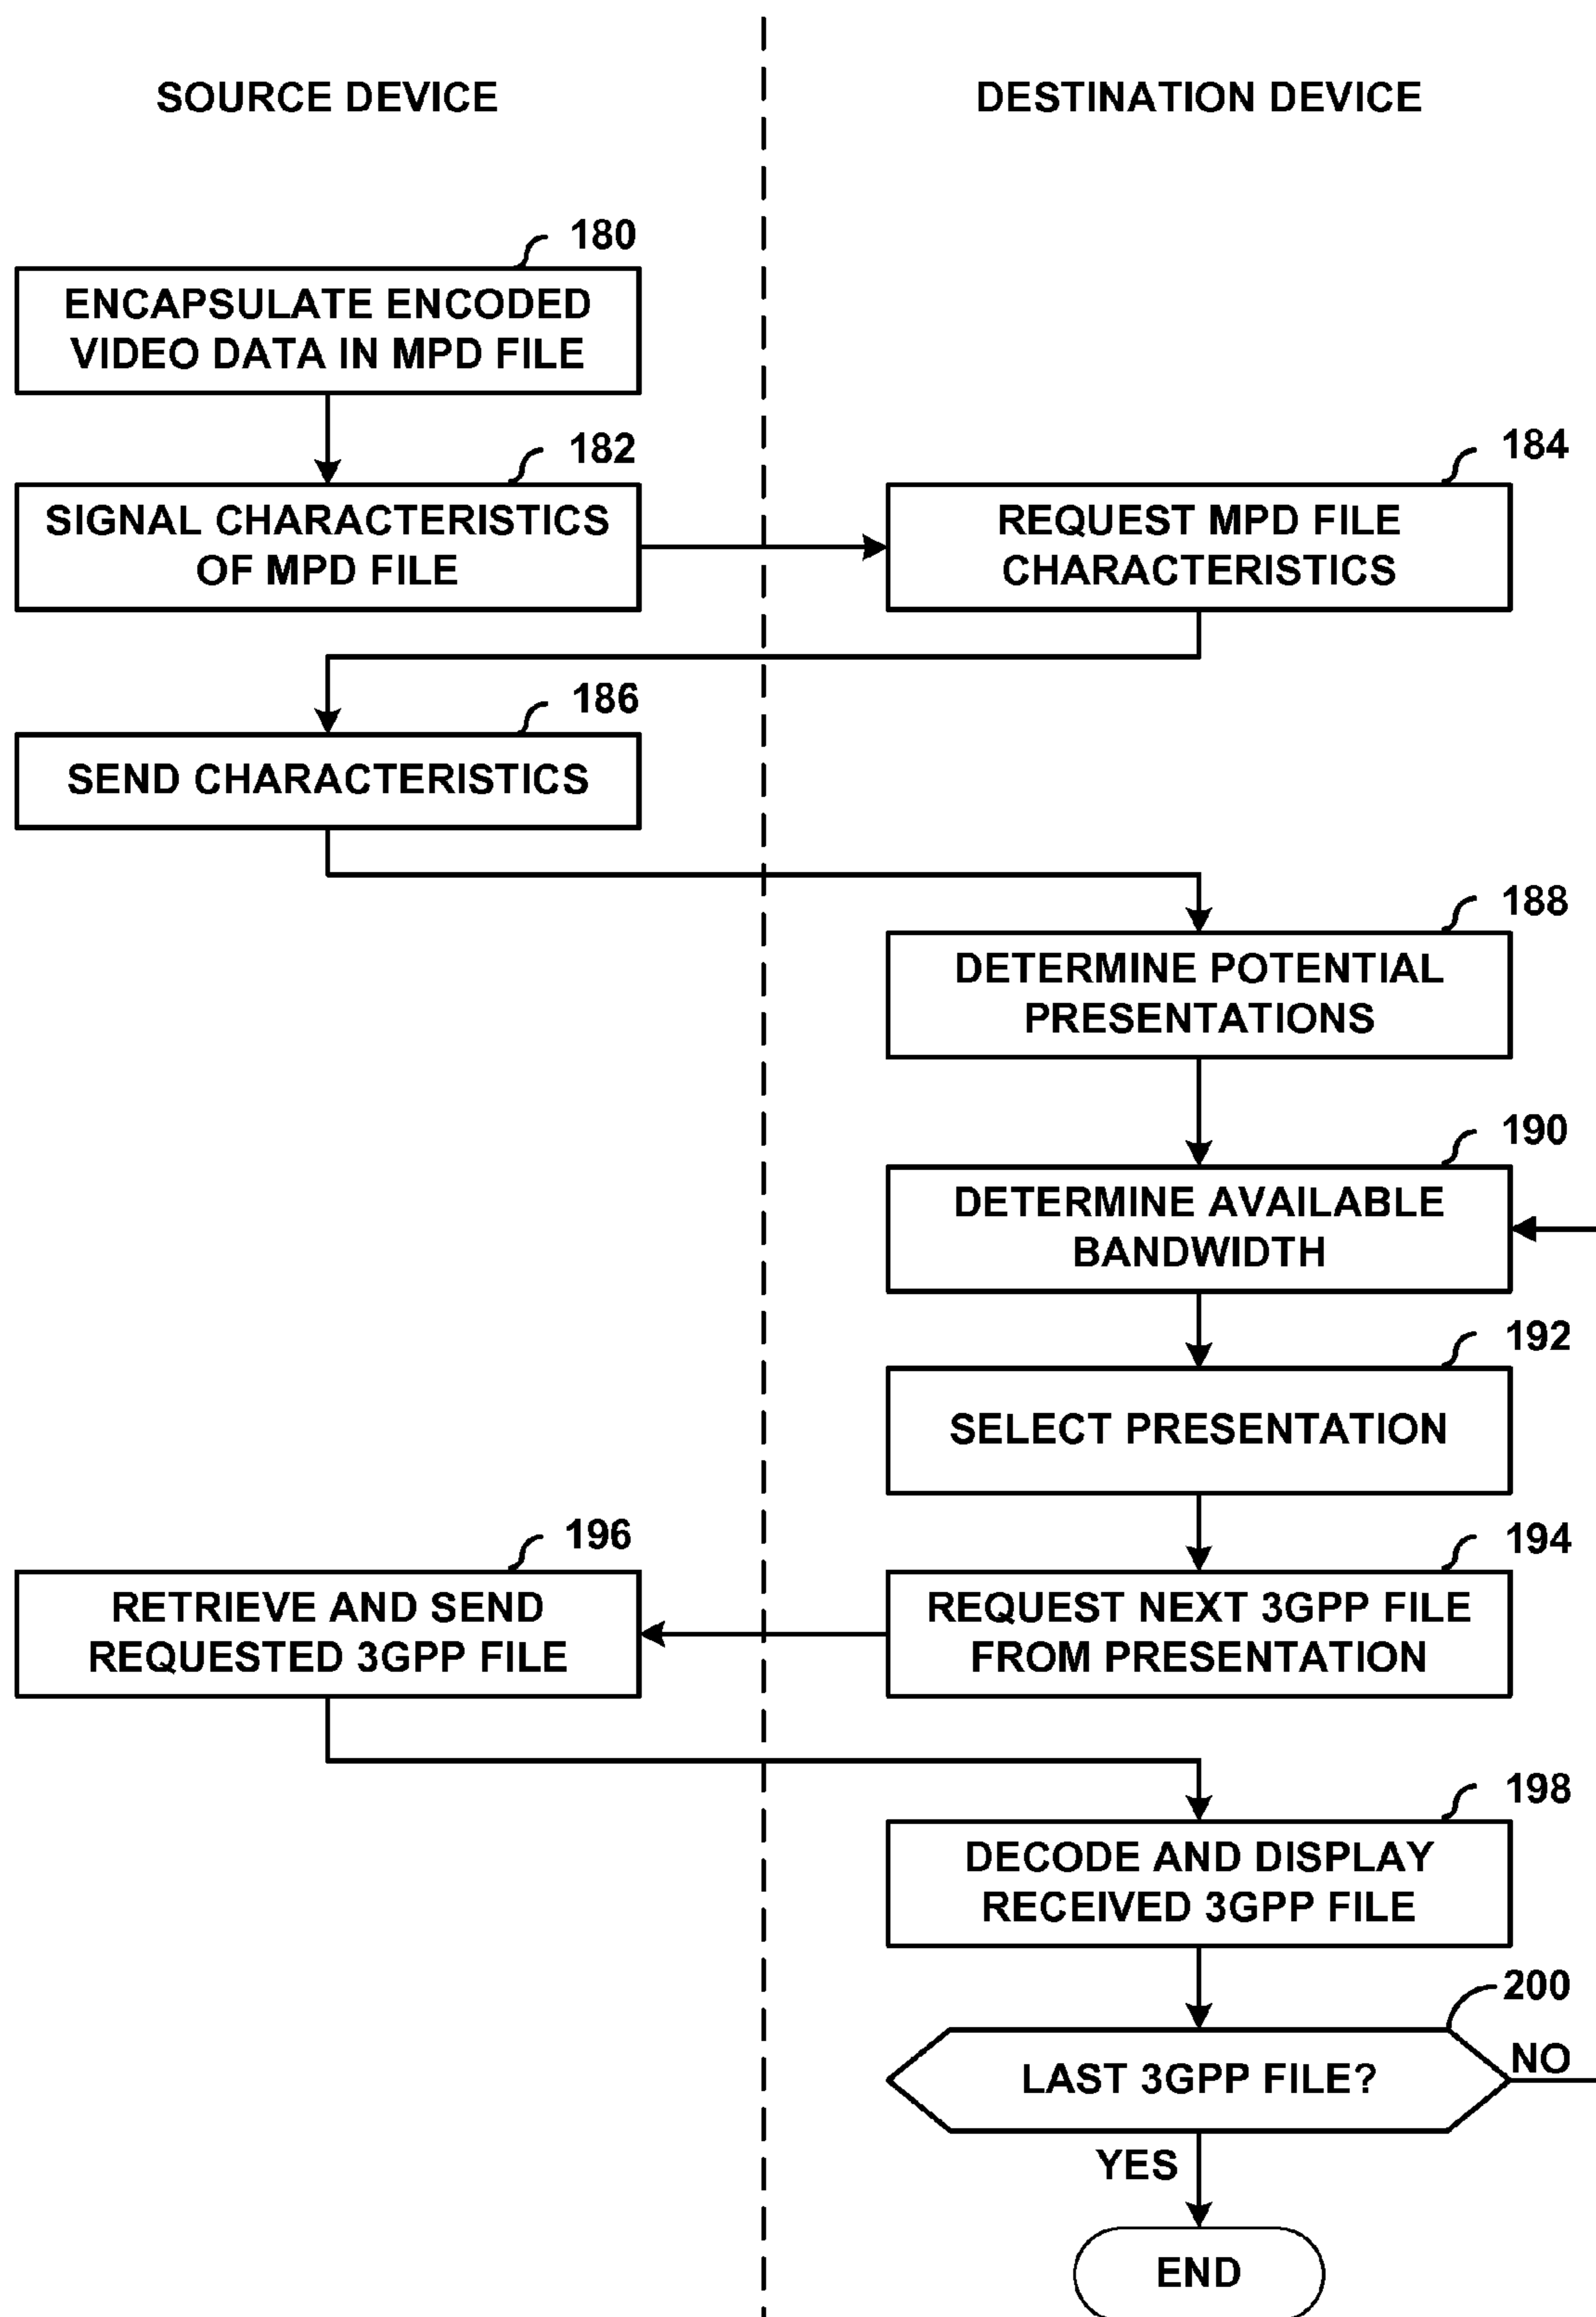 SOURCE DEVICE
DESTINATION DEVICE
180
ENCAPSULATE ENCODED
VIDEO DATA IN MPD FILE
182
SIGNAL CHARACTERISTICS
OF MPD FILE
184
REQUEST MPD FILE
CHARACTERISTICS
186
SEND CHARACTERISTICS
188
DETERMINE POTENTIAL
PRESENTATIONS
190
DETERMINE AVAILABLE
BANDWIDTH
192
SELECT PRESENTATION
194
REQUEST NEXT 3GPP FILE
FROM PRESENTATION
196
RETRIEVE AND SEND
REQUESTED 3GPP FILE
198
DECODE AND DISPLAY
RECEIVED 3GPP FILE
200
LAST 3GPP FILE?
NO
YES
END